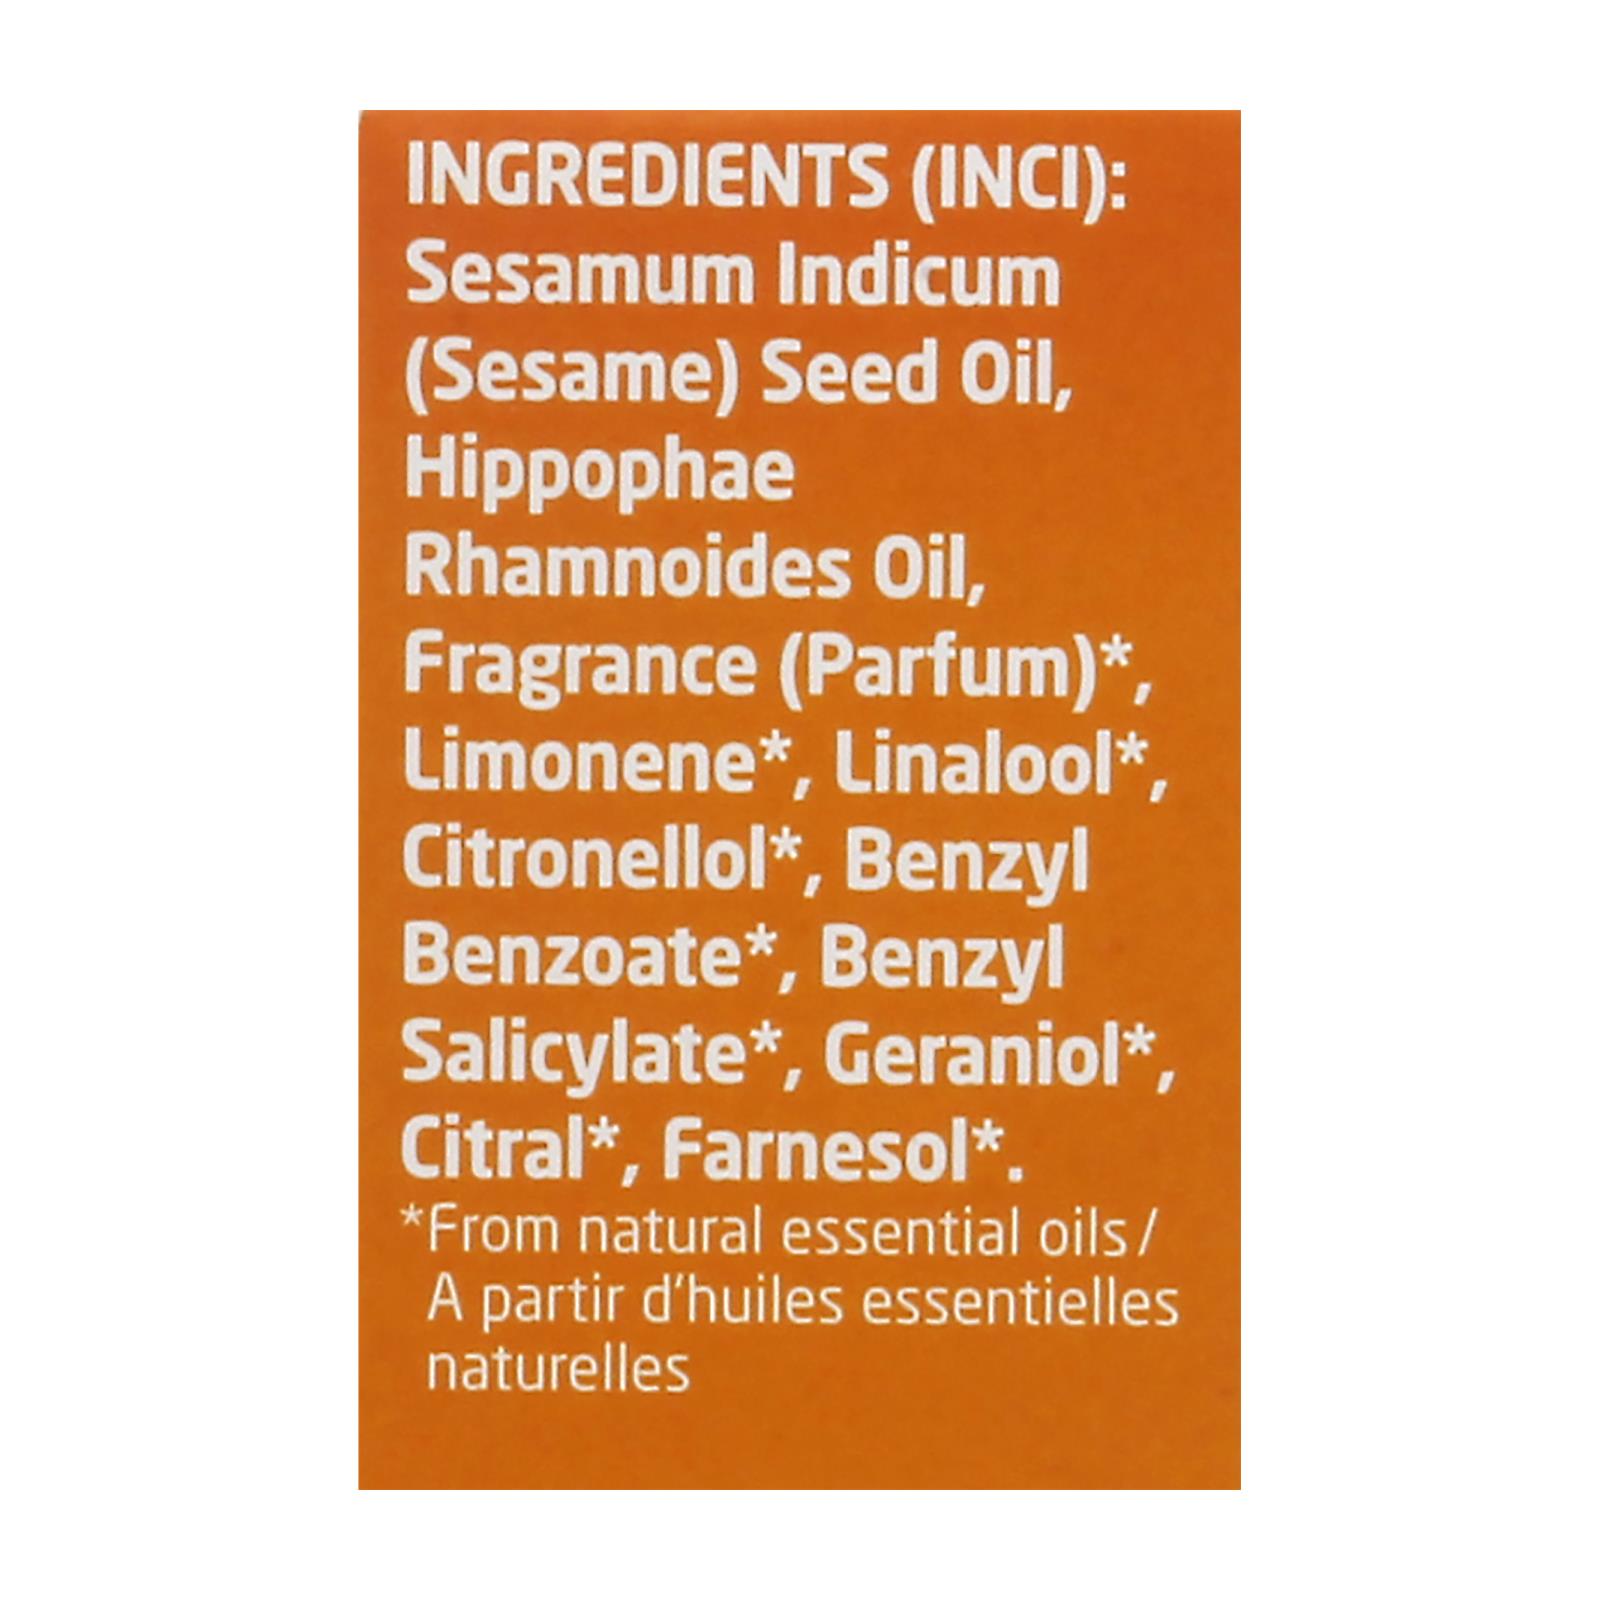 INGREDIENTS (INCI):
Sesamum Indicum
(Sesame) Seed Oil,
Hippophae
Rhamnoides Oil,
Fragrance (Parfum)*,
Limonene*, Linalool*,
Citronellol*, Benzyl
Benzoate*, Benzyl
Salicylate*, Geraniol*,
Citral*, Farnesol*.
*From natural essential oils/
A partir d'huiles essentielles
naturelles